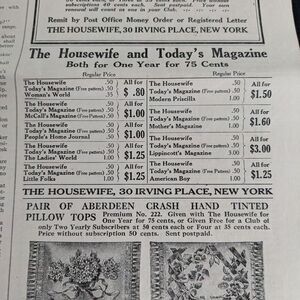 subscriptions 40 cents each. Sent postpaid. Your own
renewal will count as one in your Club.
Remit by Post Office Money Order or Registered Letter
THE HOUSEWIFE, 30 IRVING PLACE, NEW YORK
The Housewife and Today's Magazine
Both for One Year for 75 Cents
Regular Price
The Housewife .50 All for
Today's Magazine (Free pattern) .50
Woman's World $.80
The Housewife .50 All for
Today's Magazine (Free pattern) .50
McCall's Magazine $1.00
The Housewife .50 All for
Today's Magazine (Free pattern) .50
People's Home Journal $1.00
The Housewife .50 All for
Today's Magazine (Free pattern) .50
The Ladies' World 1.00 $1.25
The Housewife .50 All for
Today's Magazine (Free pattern) .50
Little Folks 1.00 $1.25
Regular Price
The Housewife .50 All for
Today's Magazine (Free pattern) .50
Modern Priscilla 1.00 $1.50
The Housewife .50 All for
Today's Magazine (Free pattern) .50
Mother's Magazine 1.00 $1.60
The Housewife .50 All for
Today's Magazine (Free pattern) .50
Lippincott's Magazine 3.00 $3.00
The Housewife .50 All for
Today's Magazine (Free pattern) .50
American Boy 1.00 $1.25
THE HOUSEWIFE, 30 IRVING PLACE, NEW YORK
PAIR OF ABERDEEN CRASH HAND TINTED
PILLOW TOPS Premium No. 222. Given with The Housewife for
One Year for 75 cents, or Given Free for a Club of
only Two Yearly Subscribers at 50 cents each or Four at 35 cents each.
Price without subscription 50 cents. Sent postpaid.